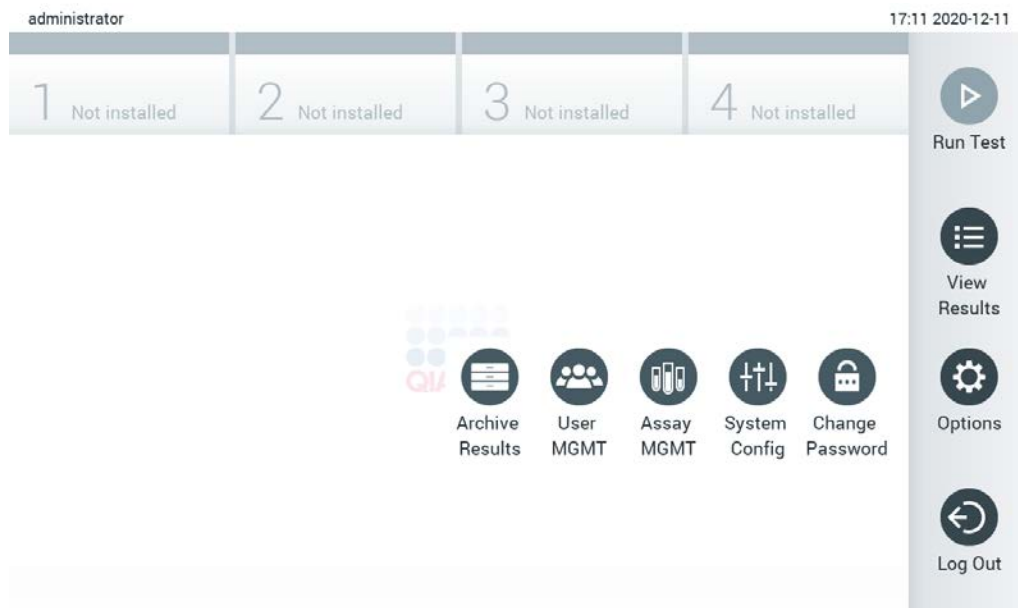 administrator
17:11 2020-12-11
1 Not installed
2 Not installed
3 Not installed
4 Not installed
Run Test
View
Results
QIA
Archive
Results
User
MGMT
Assay
MGMT
System
Config
Change
Password
Options
Log Out